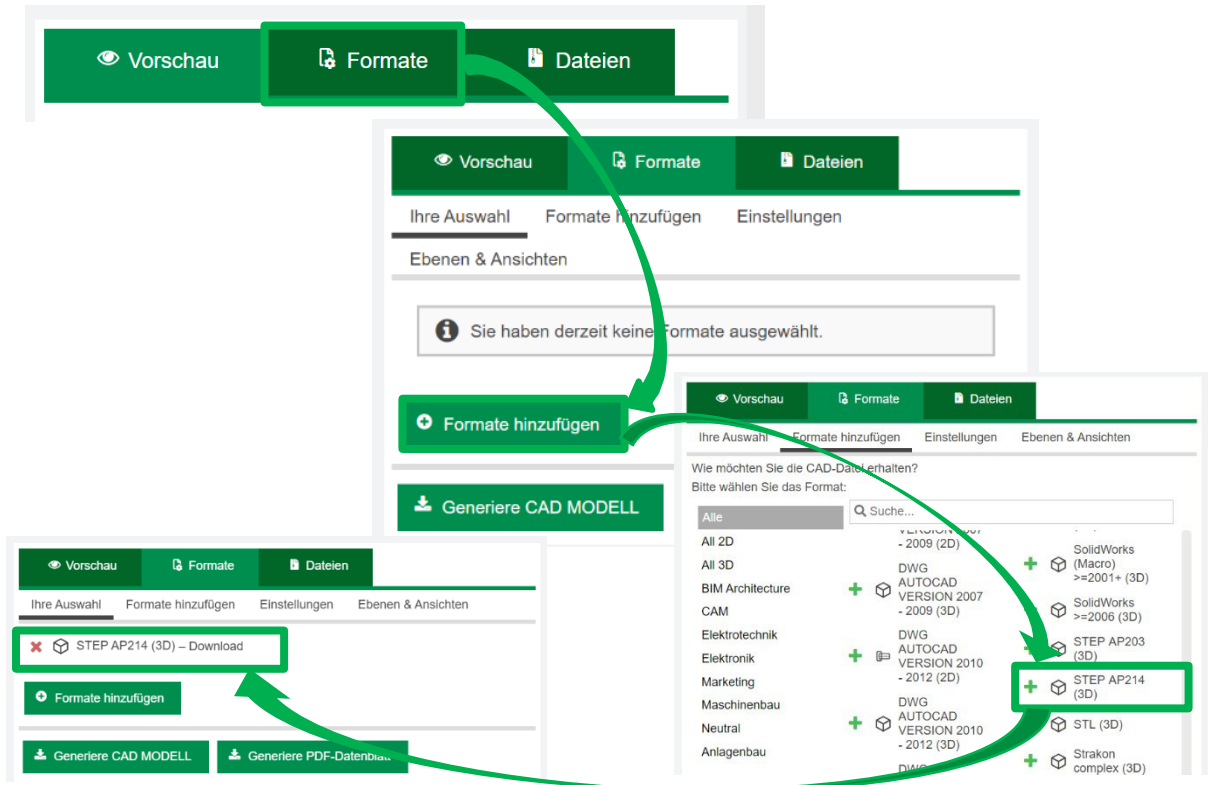 Vorschau Formate Dateien
Vorschau Formate Dateien
Ihre Auswahl Formate hinzufügen Einstellungen
Ebenen & Ansichten
Sie haben derzeit keine Formate ausgewählt.
Formate hinzufügen
Generiere CAD MODELL
Vorschau Formate Dateien
Ihre Auswahl Formate hinzufügen Einstellungen Ebenen & Ansichten
Wie möchten Sie die CAD-Datei erhalten?
Bitte wählen Sie das Format:
Suche...
Alle
All 2D
All 3D
BIM Architecture
CAM
Elektrotechnik
Elektronik
Marketing
Maschinenbau
Neutral
Anlagenbau
VERSION 2007
- 2009 (2D)
DWG
AUTOCAD
VERSION 2007
- 2009 (3D)
DWG
AUTOCAD
VERSION 2010
- 2012 (2D)
DWG
AUTOCAD
VERSION 2010
- 2012 (3D)
DWG
SolidWorks
(Macro)
>=2001+ (3D)
SolidWorks
>=2006 (3D)
STEP AP203
(3D)
STEP AP214
(3D)
STL (3D)
Strakon
complex (3D)
Vorschau Formate Dateien
Ihre Auswahl Formate hinzufügen Einstellungen Ebenen & Ansichten
STEP AP214 (3D) – Download
Formate hinzufügen
Generiere CAD MODELL Generiere PDF-Datenblatt